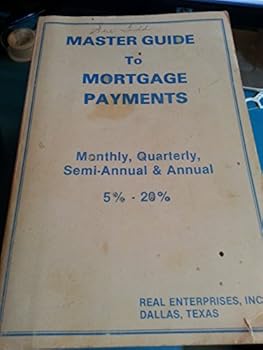 MASTER GUIDE
To
MORTGAGE
PAYMENTS
Monthly, Quarterly,
Semi-Annual & Annual
5% - 20%
REAL ENTERPRISES, INC
DALLAS, TEXAS